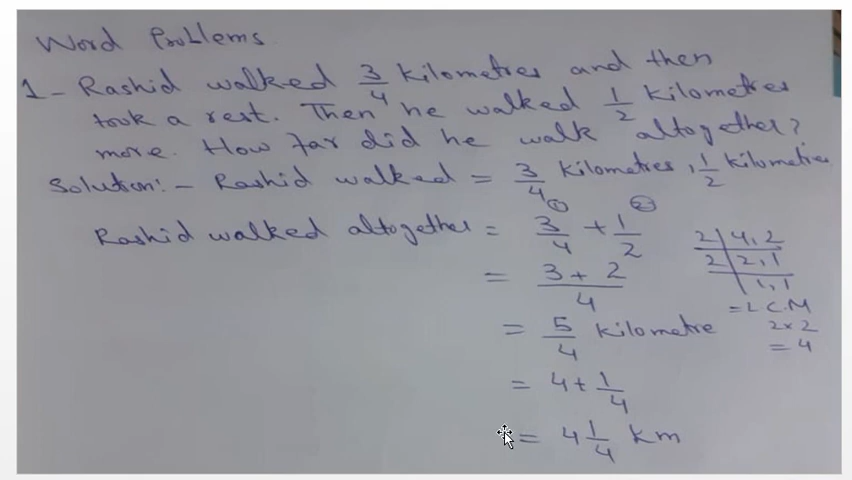 Word Problems
1- Rashid walked 3/4 kilometres and then
took a rest. Then he walked 1/2 kilometres
more. How far did he walk altogether?
Solution:- Rashid walked = 3/4 kilometres, 1/2 kilometres
Rashid walked altogether = 3/4 ① + 1/2 ②
= 3+2/4
= 5/4 kilometre
= 4+1/4
= 4 1/4 km
2|4,2
2|2,1
|1,1
=L C.M
2×2
=4